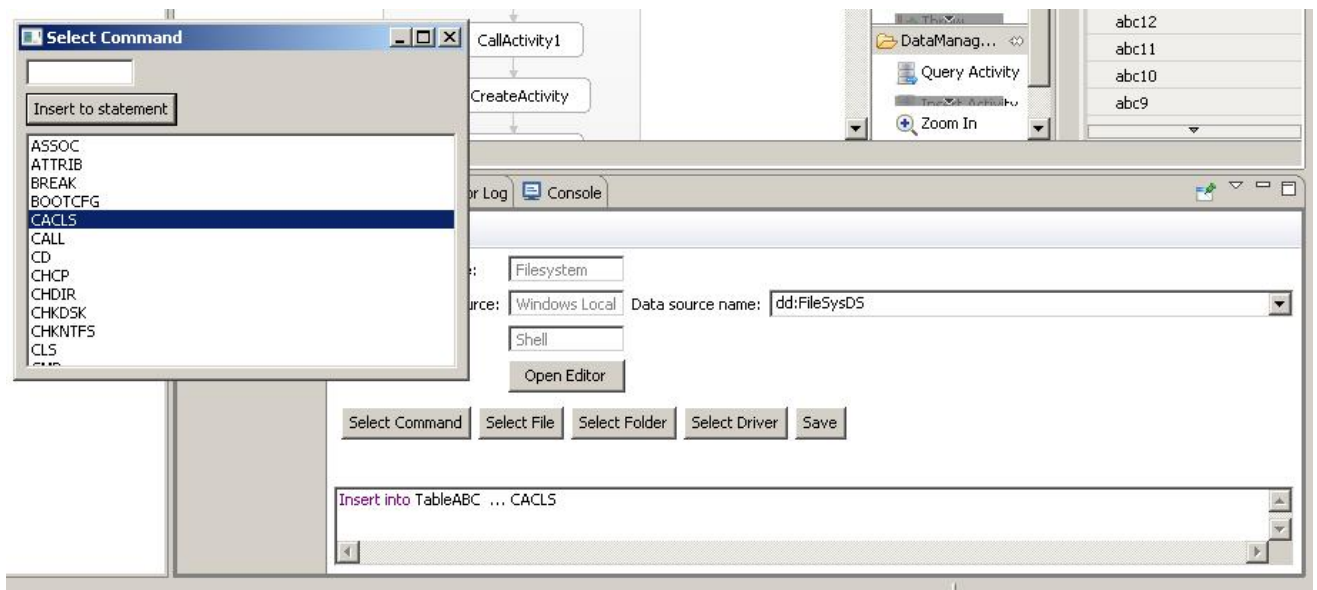 Select Command
Insert to statement
ASSOC
ATTRIB
BREAK
BOOTCFG
CACLS
CALL
CD
CHCP
CHDIR
CHKDSK
CHKNTFS
CLS
CallActivity1
CreateActivity
DataManag...
Query Activity
Zoom In
abc12
abc11
abc10
abc9
or Log
Console
Filesystem
Windows Local
Data source name:
dd:FileSysDS
Shell
Open Editor
Select Command
Select File
Select Folder
Select Driver
Save
Insert into TableABC ... CACLS